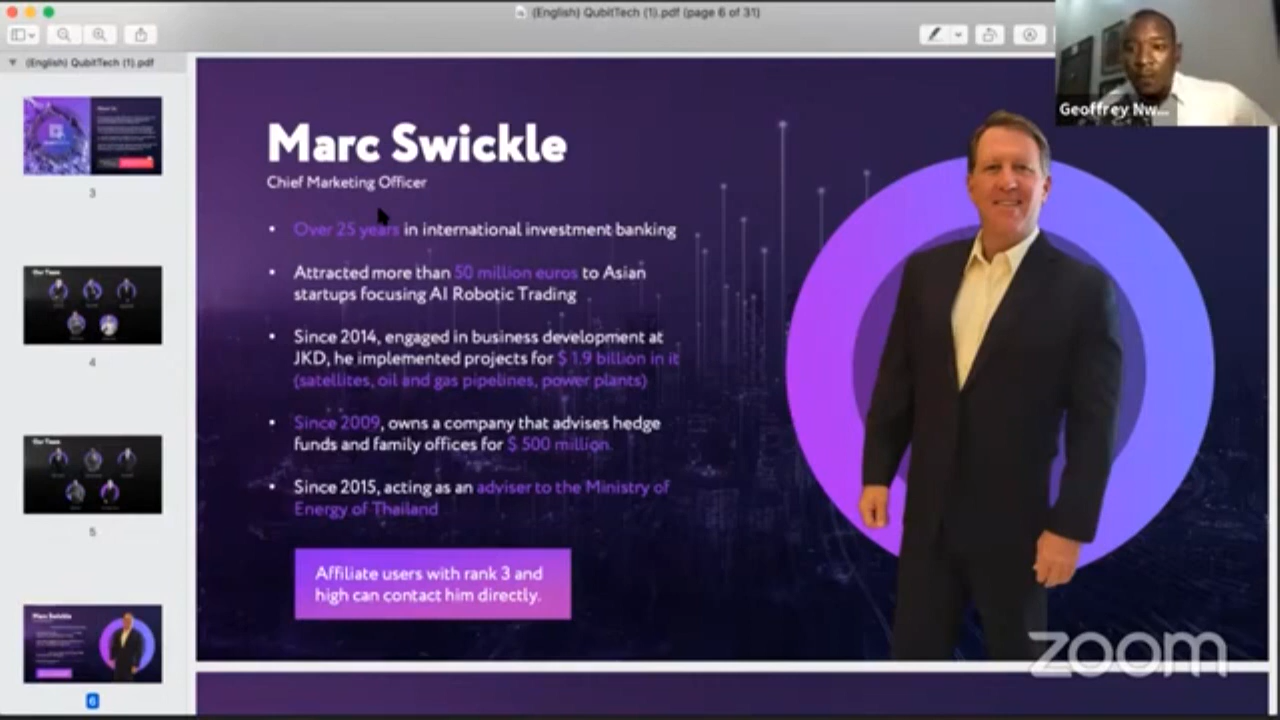 (English) QubitTech (1).pdf (page 6 of 31)
(English) QubitTech (1).pdf
3
Our Team
4
Our Team
5
Marc Swickle
6
Geoffrey Nw...
Marc Swickle
Chief Marketing Officer
• Over 25 years in international investment banking
• Attracted more than 50 million euros to Asian
startups focusing AI Robotic Trading
• Since 2014, engaged in business development at
JKD, he implemented projects for $ 1.9 billion in it
(satellites, oil and gas pipelines, power plants)
• Since 2009, owns a company that advises hedge
funds and family offices for $ 500 million.
• Since 2015, acting as an adviser to the Ministry of
Energy of Thailand
Affiliate users with rank 3 and
high can contact him directly.
zoom